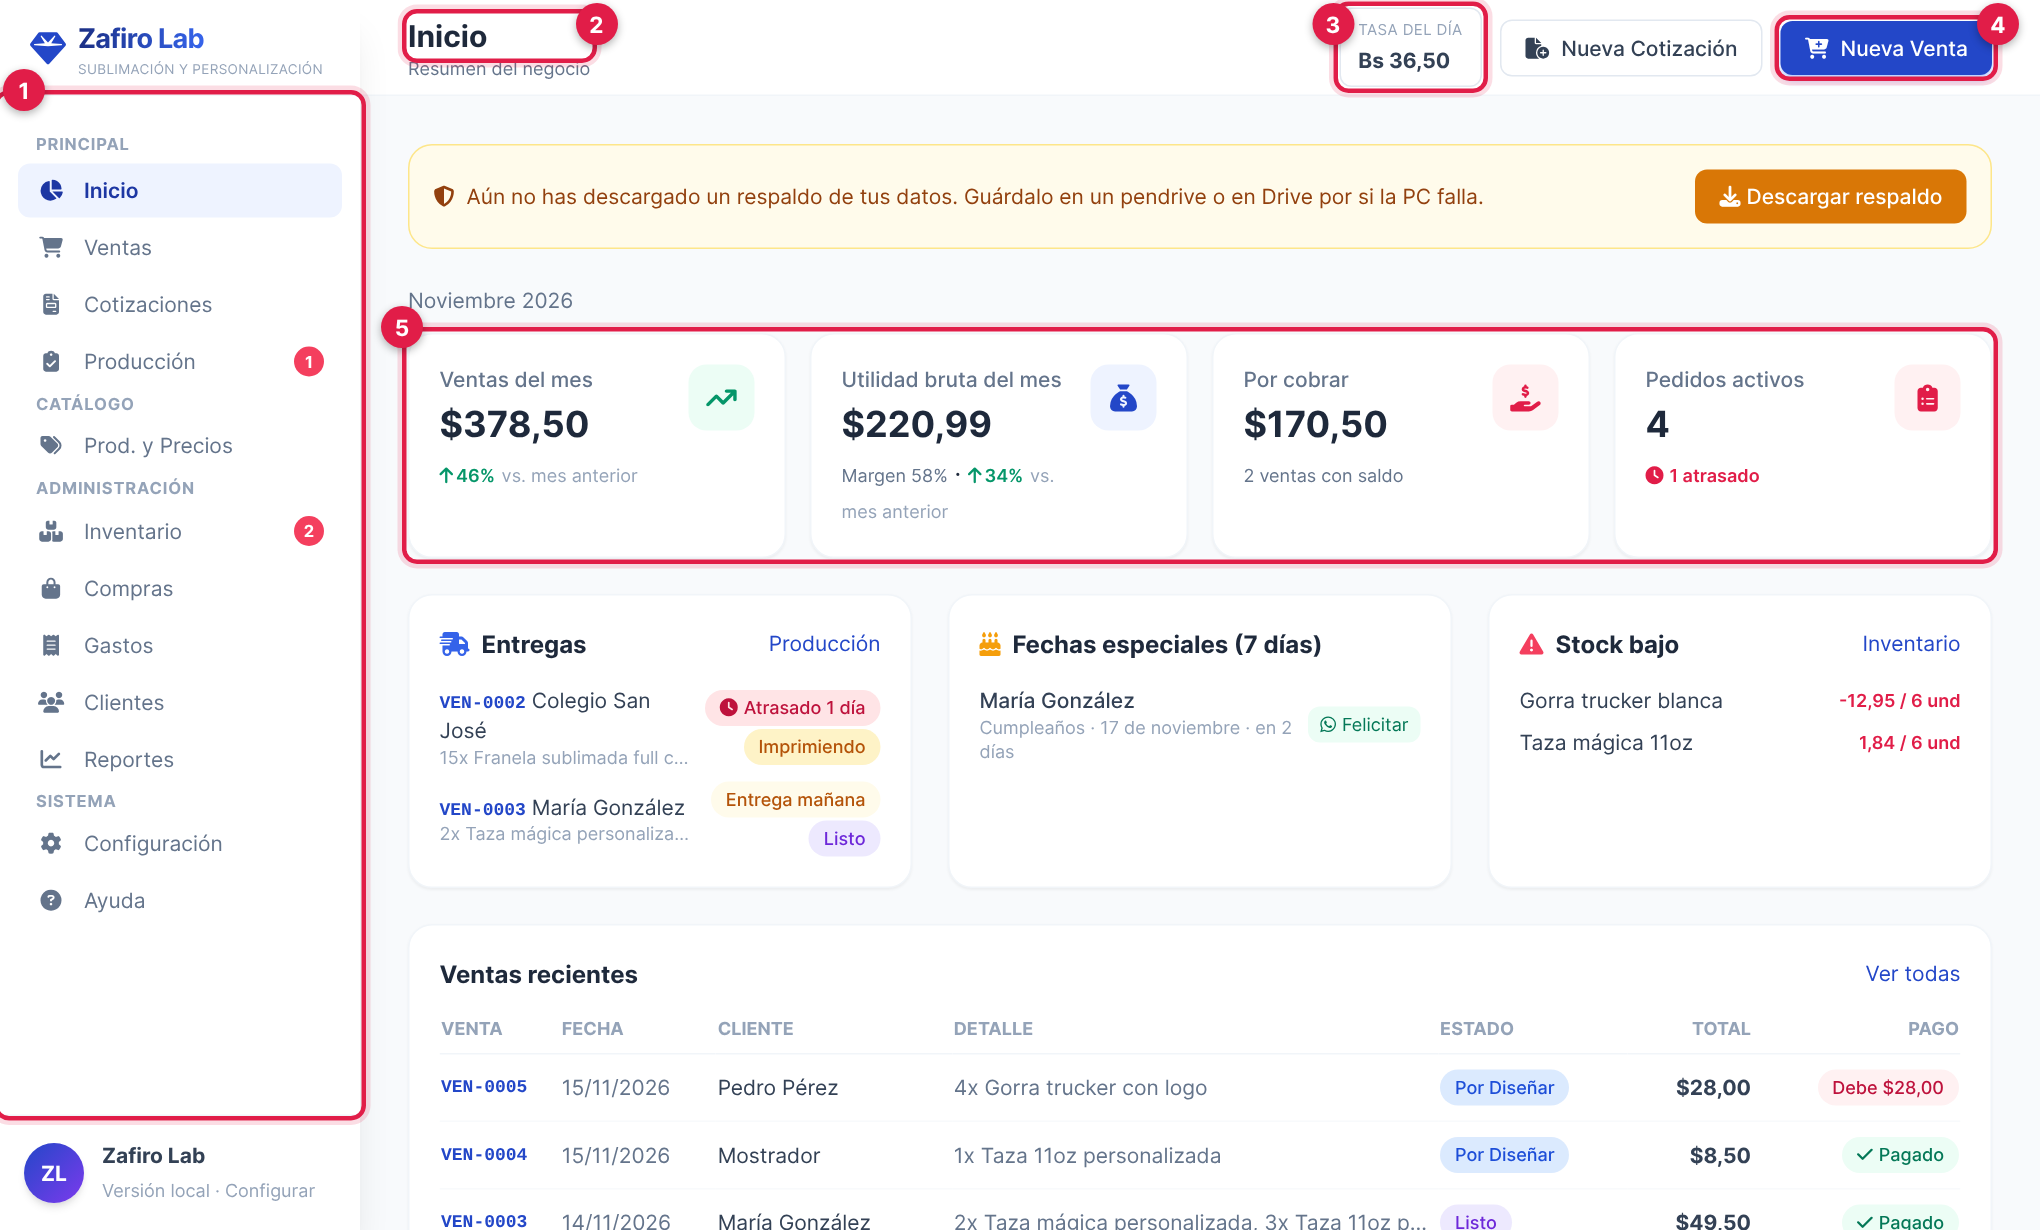 Zafiro Lab
SUBLIMACIÓN Y PERSONALIZACIÓN
1
PRINCIPAL
Inicio
Ventas
Cotizaciones
Producción 1
CATÁLOGO
Prod. y Precios
ADMINISTRACIÓN
Inventario 2
Compras
Gastos
Clientes
Reportes
SISTEMA
Configuración
Ayuda
ZL
Zafiro Lab
Versión local · Configurar
Inicio
2
Resumen del negocio
3
TASA DEL DÍA
Bs 36,50
Nueva Cotización
Nueva Venta
4
Aún no has descargado un respaldo de tus datos. Guárdalo en un pendrive o en Drive por si la PC falla.
Descargar respaldo
Noviembre 2026
5
Ventas del mes
$378,50
46% vs. mes anterior
Utilidad bruta del mes
$220,99
Margen 58% · 34% vs.
mes anterior
Por cobrar
$170,50
2 ventas con saldo
Pedidos activos
4
1 atrasado
Entregas Producción
VEN-0002 Colegio San
José
15x Franela sublimada full c...
Atrasado 1 día
Imprimiendo
VEN-0003 María González
2x Taza mágica personaliza...
Entrega mañana
Listo
Fechas especiales (7 días)
María González
Cumpleaños · 17 de noviembre · en 2
días
Felicitar
Stock bajo Inventario
Gorra trucker blanca -12,95 / 6 und
Taza mágica 11oz 1,84 / 6 und
Ventas recientes Ver todas
VENTA FECHA CLIENTE DETALLE ESTADO TOTAL PAGO
VEN-0005 15/11/2026 Pedro Pérez 4x Gorra trucker con logo Por Diseñar $28,00 Debe $28,00
VEN-0004 15/11/2026 Mostrador 1x Taza 11oz personalizada Por Diseñar $8,50 Pagado
VEN-0003 14/11/2026 María González 2x Taza mágica personalizada, 3x Taza 11oz p... Listo $49,50 Pagado